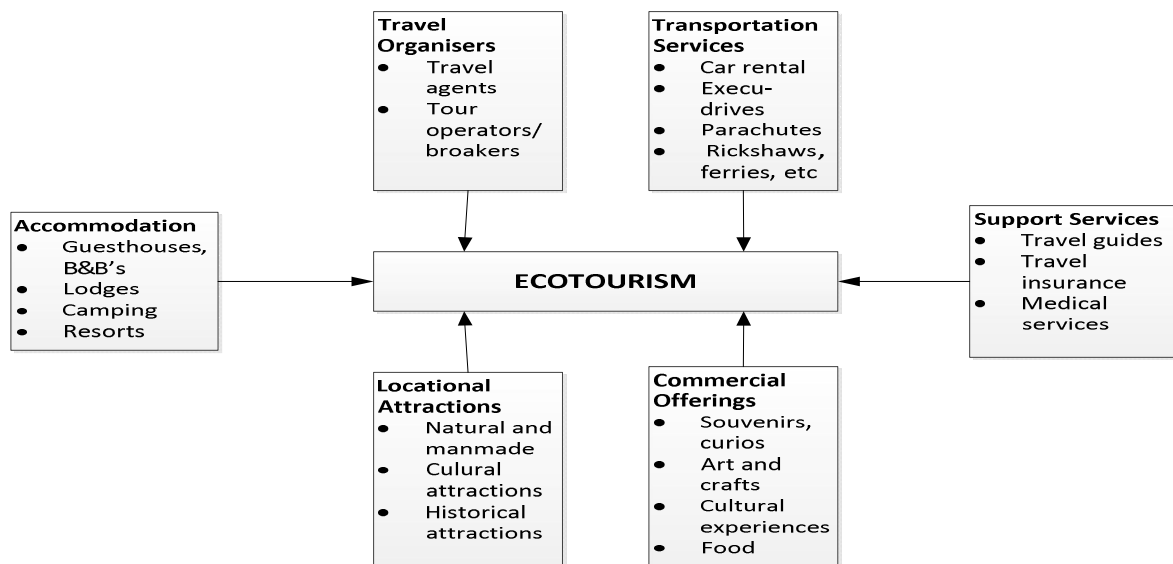 Travel
Organisers
● Travel
agents
● Tour
operators/
broakers
Transportation
Services
● Car rental
● Execu-
drives
● Parachutes
● Rickshaws,
ferries, etc
Accommodation
● Guesthouses,
B&B's
● Lodges
● Camping
● Resorts
ECOTOURISM
Support Services
● Travel guides
● Travel
insurance
● Medical
services
Locational
Attractions
● Natural and
manmade
● Culural
attractions
● Historical
attractions
Commercial
Offerings
● Souvenirs,
curios
● Art and
crafts
● Cultural
experiences
● Food